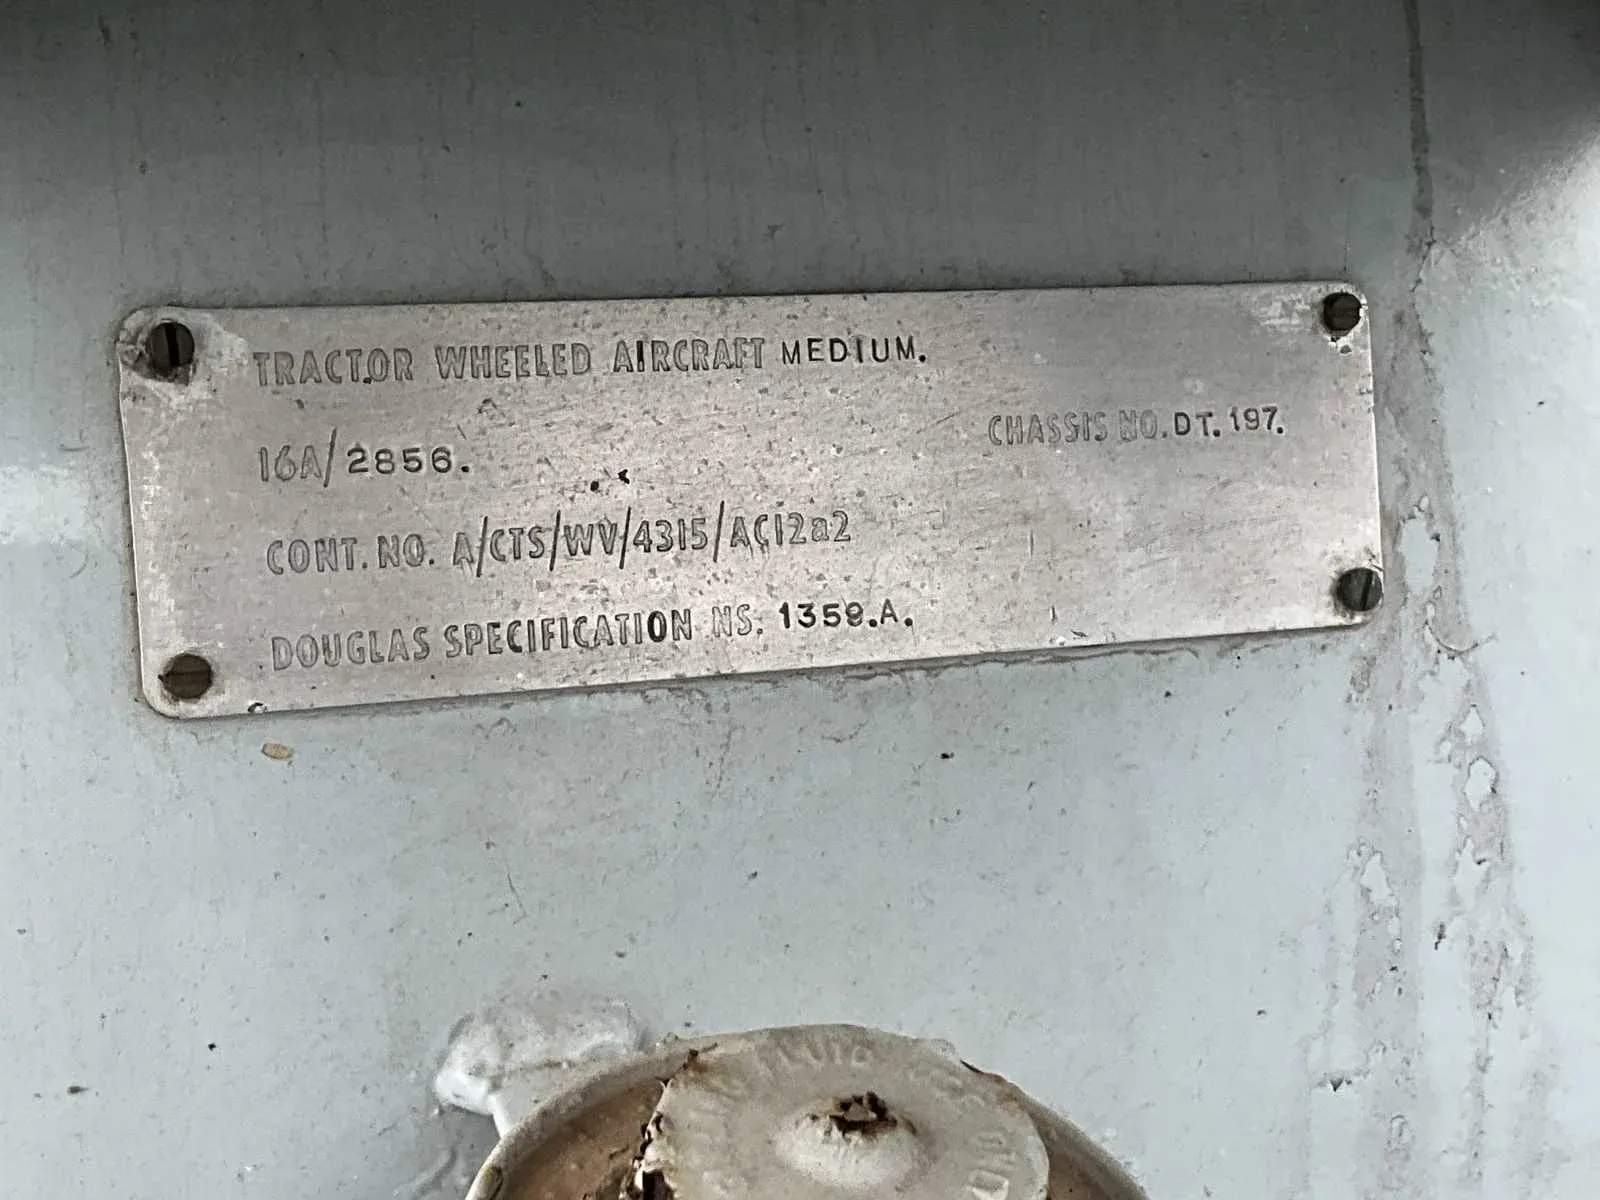 TRACTOR WHEELED AIRCRAFT MEDIUM.
16A/2856.
CHASSIS NO. DT. 197.
CONT. NO. A/CTS/WV/4315/AC12a2
DOUGLAS SPECIFICATION NS. 1359.A.
FLUID